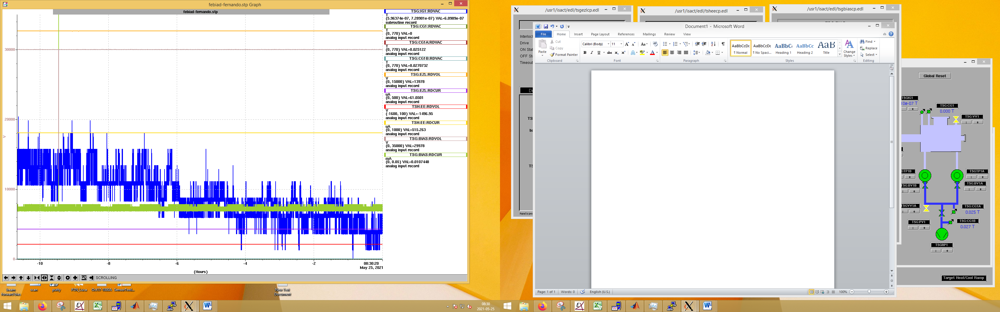 febiad-fernando.stp Graph
febiad-fernando.stp
30000
20000
10000
0
V
-10
-8
-6
-4
-2
08:30:20
May 25, 2021
(Hours)
TSG:IG1:RDVAC
T
(5.96374e-07, 7.28901e-07) VAL=6.0989e-07
subroutine record
TSG:CG1:RDVAC
T
(0, 770) VAL=0
analog input record
TSG:CG1A:RDVAC
T
(0, 770) VAL=0.025122
analog input record
TSG:CG1B:RDVAC
T
(0, 770) VAL=0.0270732
analog input record
TSG:EZL:RDVOL
V
(0, 15000) VAL=13978
analog input record
TSG:EZL:RDCUR
uA
(0, 500) VAL=61.0501
analog input record
TSH:EE:RDVOL
V
(-1600, 100) VAL=-1496.95
analog input record
TSH:EE:RDCUR
uA
(0, 1000) VAL=515.263
analog input record
TSG:BIAS:RDVOL
V
(0, 35000) VAL=29978
analog input record
TSG:BIAS:RDCUR
mA
(0, 0.05) VAL=0.0107448
analog input record
SCROLLING
beam
forward bias
scan
putty
P2N_Luca
Oct17-1000A
SensorTool...
New Text
Document
08:30
2021-05-25
/usr1/isact/edl/tsgezlcp.edl
/usr1/isact/edl/tsheecp.edl
/usr1/isact/edl/tsgbiascp.edl
Interlock
Drive
ON Stat
OFF Sta
Timeout
De
TS
ba
TS
Panel is pro
Document1 - Microsoft Word
File
Home
Insert
Page Layout
References
Mailings
Review
View
Paste
Cut
Copy
Format Painter
Clipboard
Calibri (Body)
11
Font
Paragraph
AaBbCcDc
¶ Normal
AaBbCcDc
¶ No Spaci...
AaBbC
Heading 1
AaBbCc
Heading 2
AaB
Title
Change
Styles
Styles
Find
Replace
Select
Editing
Page: 1 of 1
Words: 0
English (U.S.)
100%
Global Reset
TSGIG1
10e-07 T
TSG:CG1
0.000 T
TSG:VV1
GTP1B
TSGTP1A
SG:BV1B
TSG:BV1A
TSGVV1A
TSG:CG1A
0.025 T
TSG:PV1
TSG:CG1B
0.027 T
TSGRP1
Target Heat/Cool Ramp